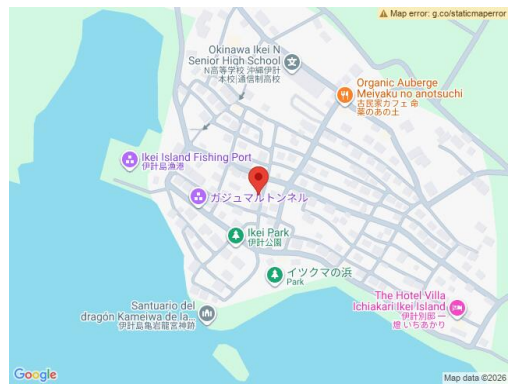 Map error: g.co/staticmaperror
Okinawa Ikei N
Senior High School
N高等学校 沖縄伊計
本校|通信制高校
Organic Auberge
Meiyaku no anotsuchi
古民家カフェ 命
薬のあの土
Ikei Island Fishing Port
伊計島漁港
ガジュマルトンネル
Ikei Park
伊計公園
イツクマの浜
Park
Santuario del
dragón Kameiwa de la...
伊計島亀岩龍宮神跡
The Hotel Villa
Ichiakari Ikei Island
伊計別邸 一
燈 いちあかり
Google
Map data ©2026